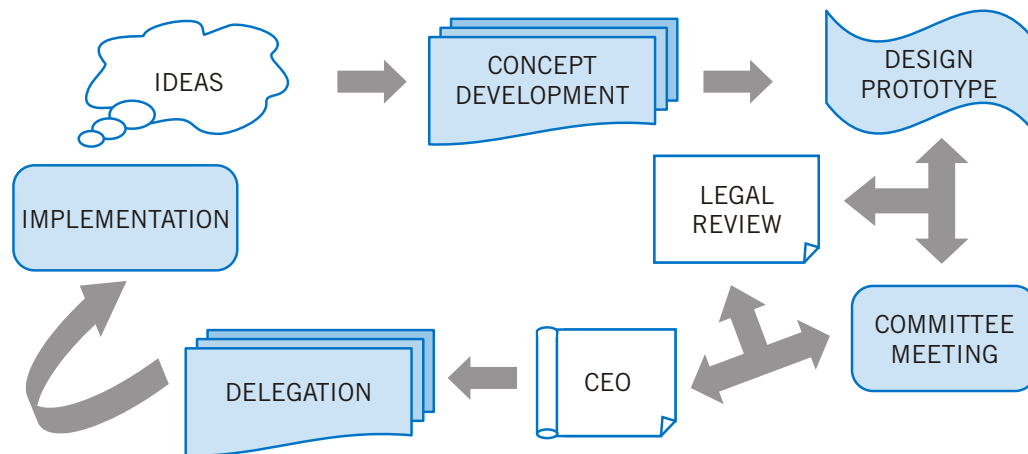 IDEAS
CONCEPT
DEVELOPMENT
DESIGN
PROTOTYPE
LEGAL
REVIEW
IMPLEMENTATION
COMMITTEE
MEETING
CEO
DELEGATION